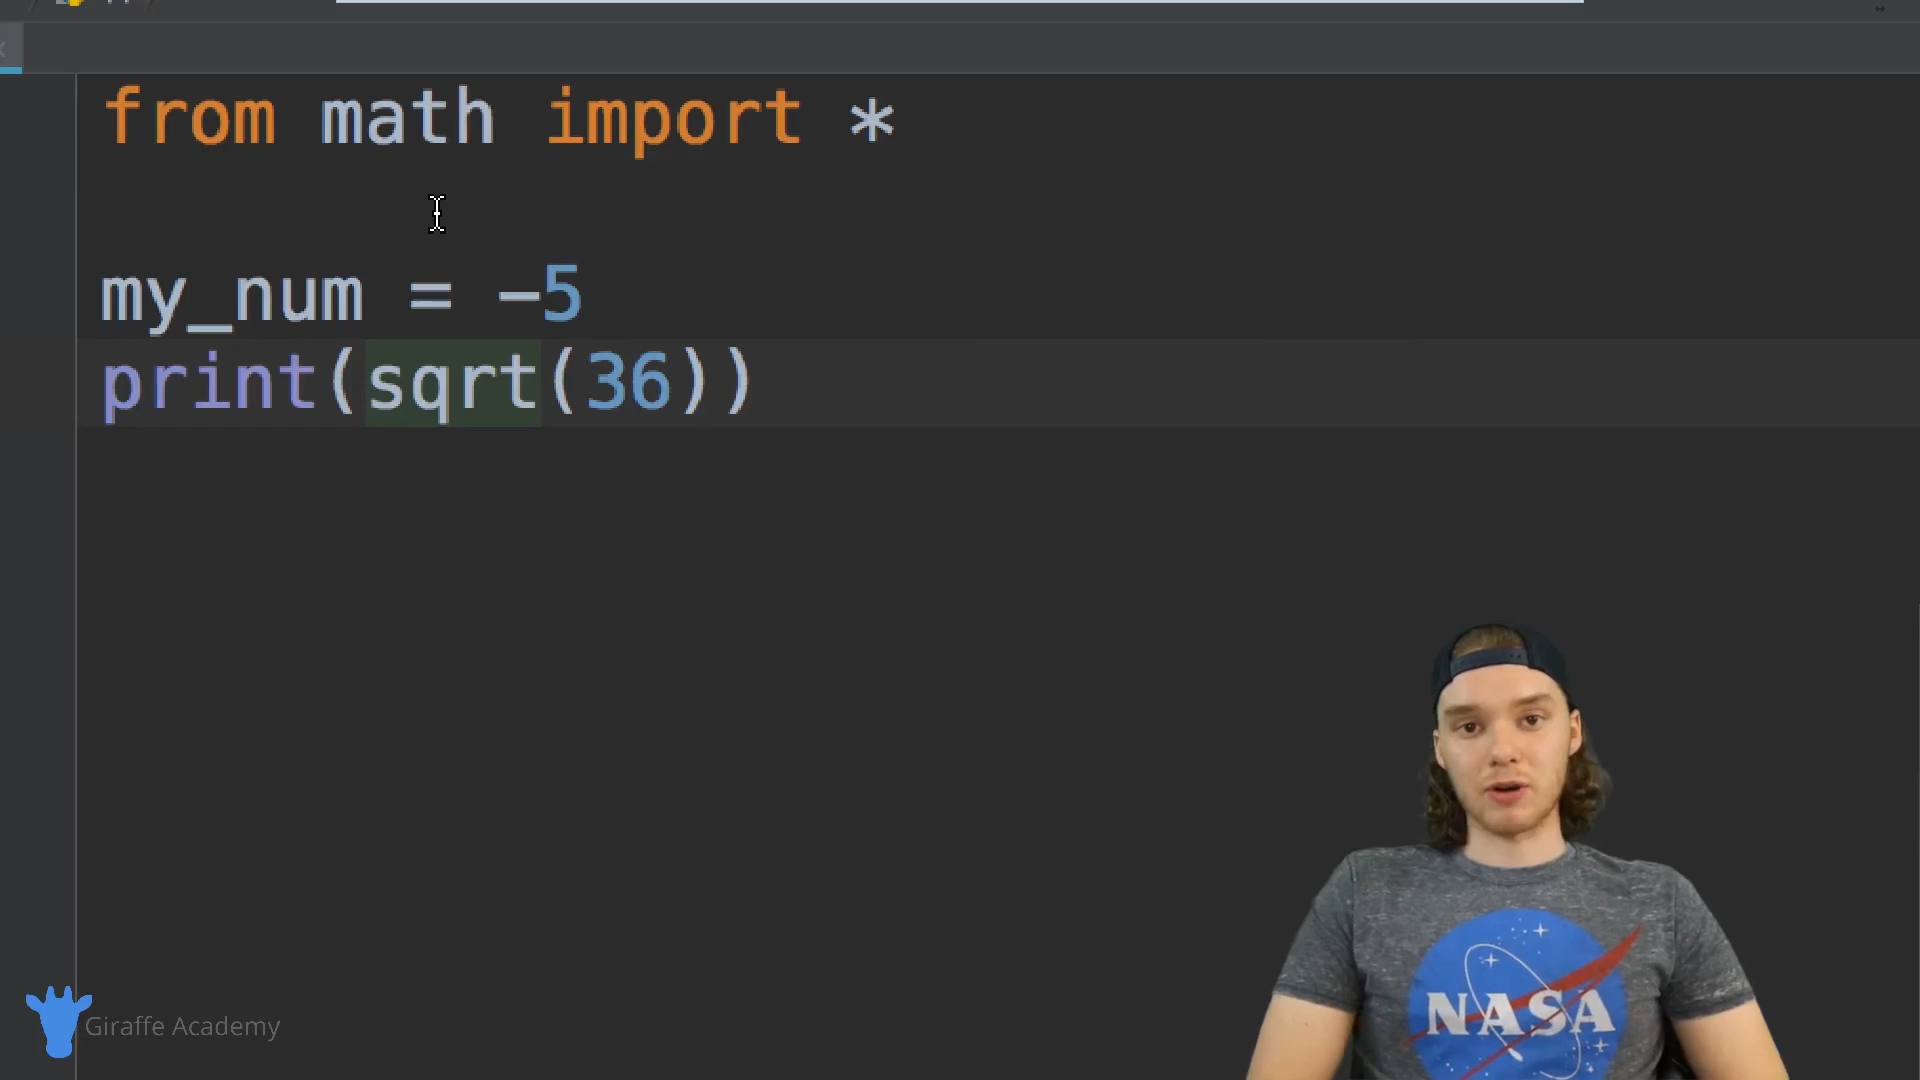 from math import *
my_num = -5
print(sqrt(36))
NASA
Giraffe Academy